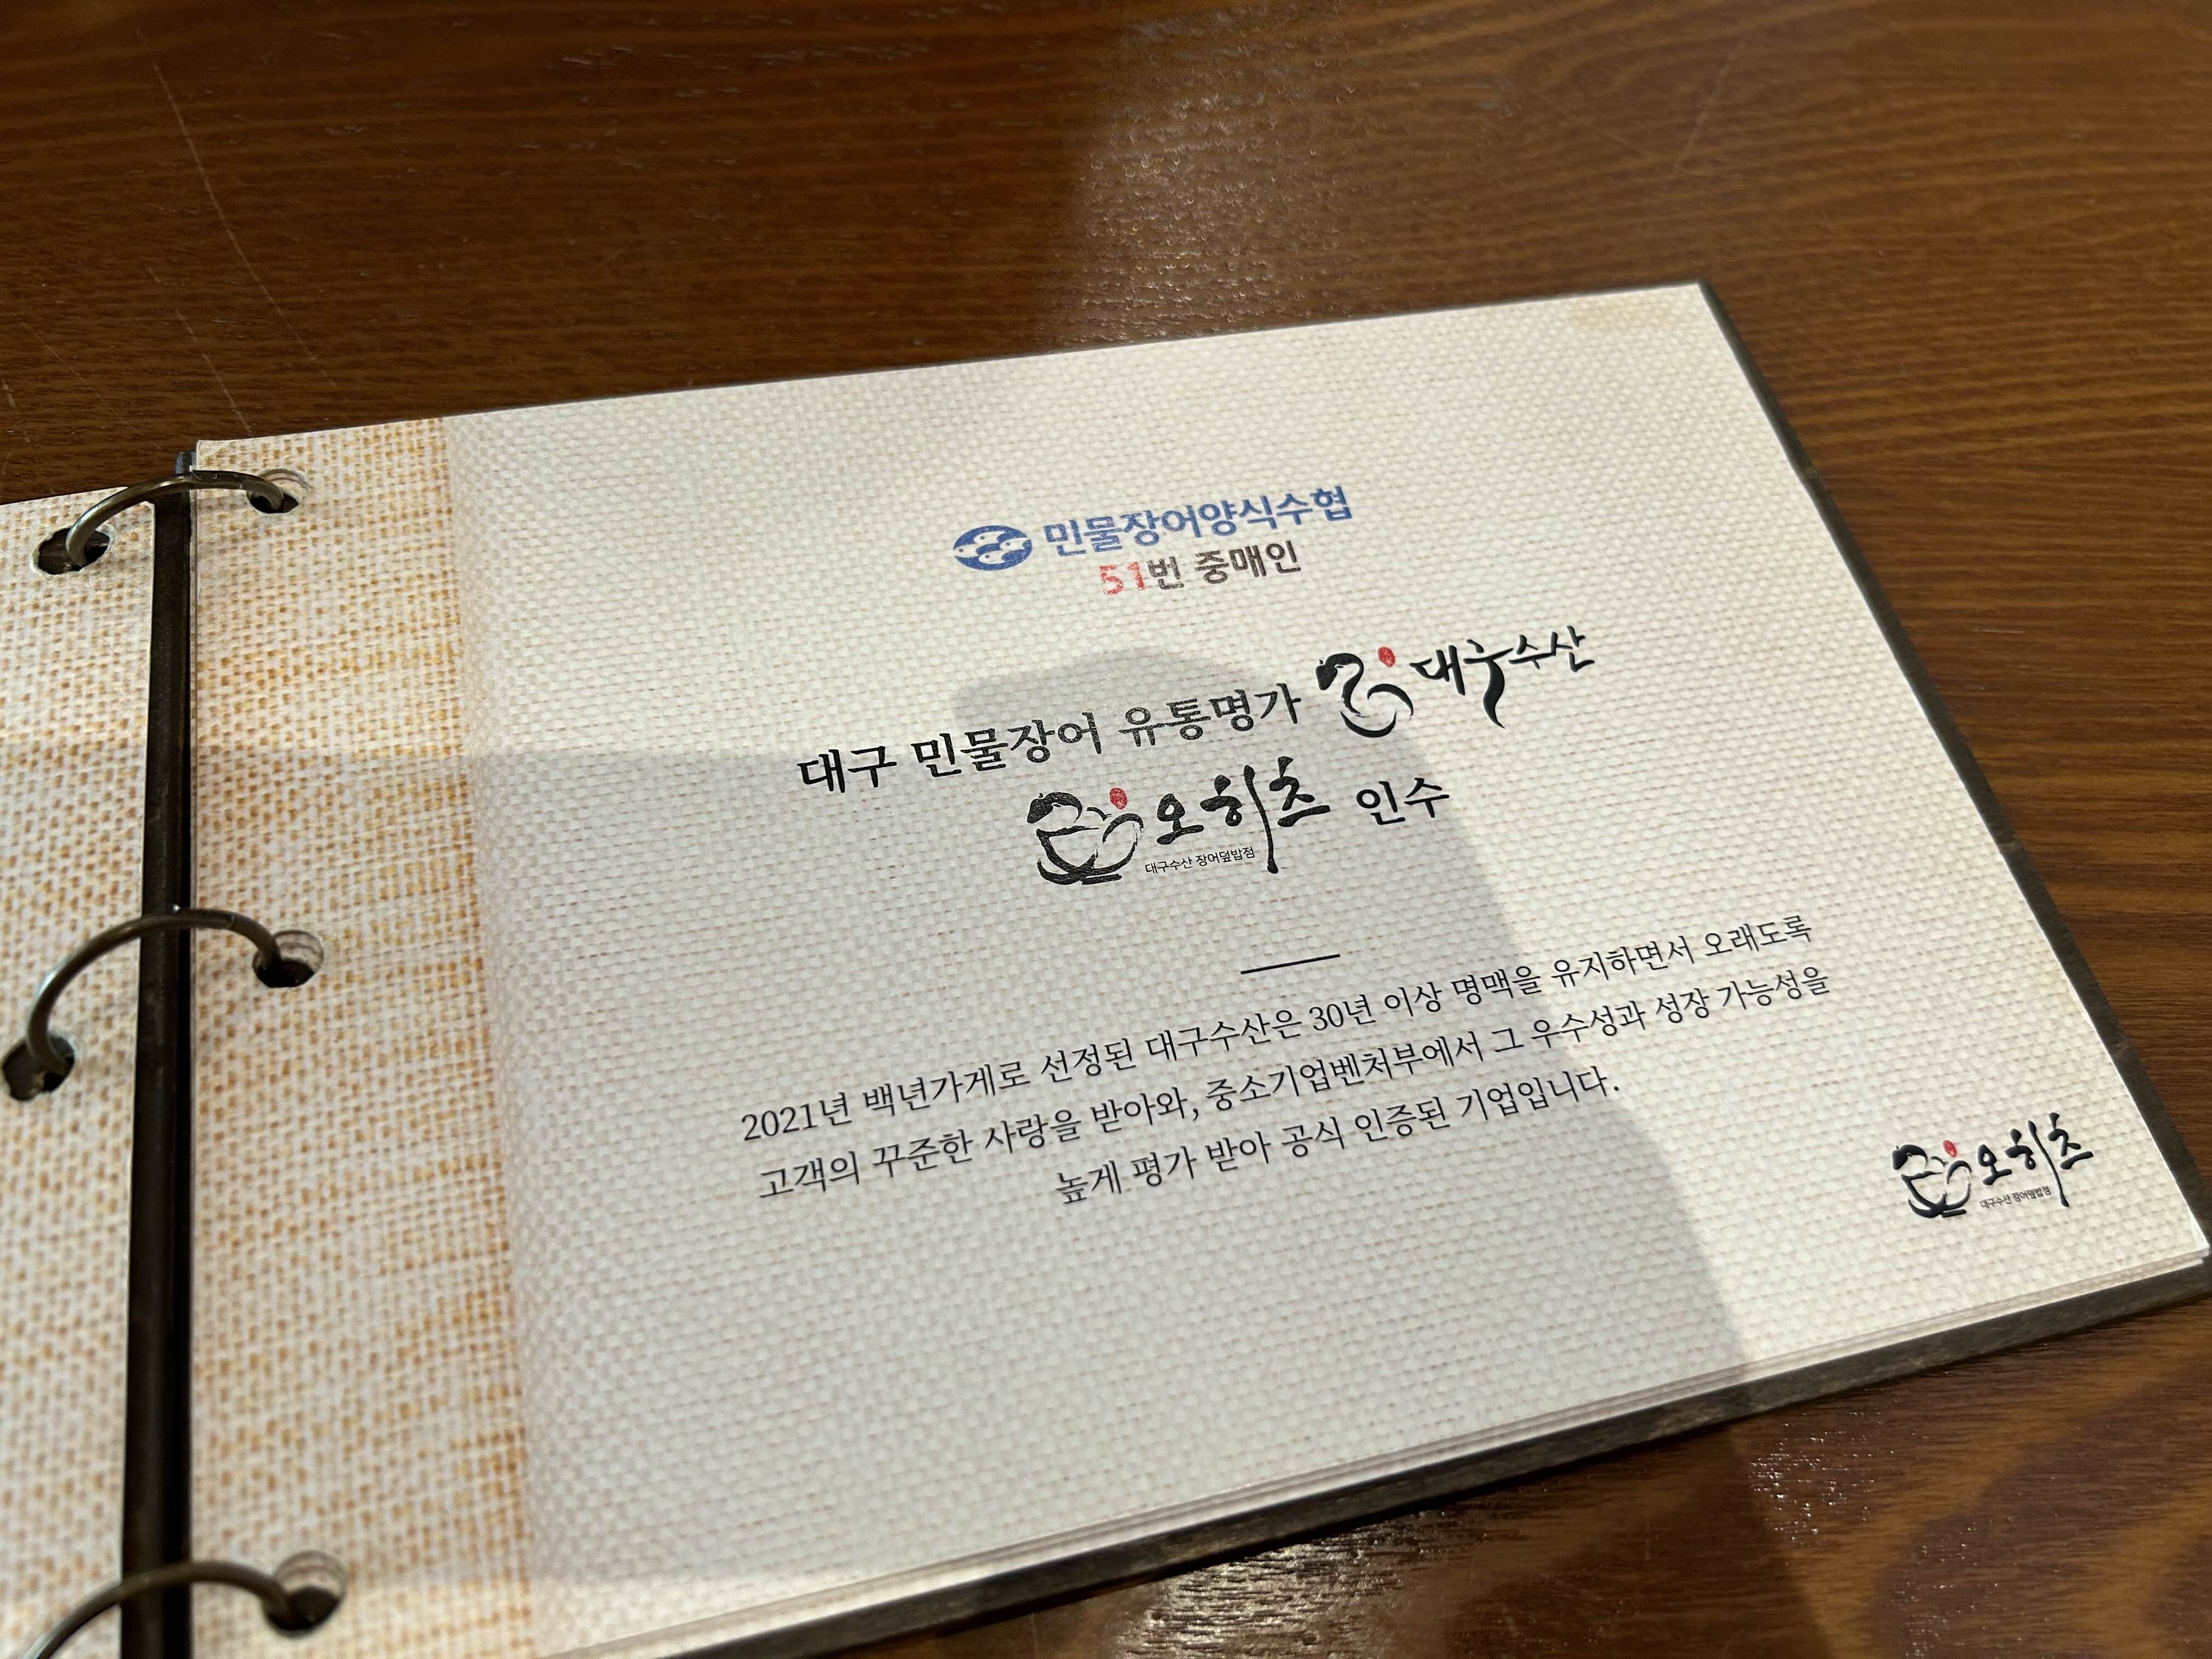 민물장어양식수협
51번 중매인
대구 민물장어 유통명가 대구수산
오히츠 인수
대구수산 장어덮밥점
2021년 백년가게로 선정된 대구수산은 30년 이상 명맥을 유지하면서 오래도록
고객의 꾸준한 사랑을 받아와, 중소기업벤처부에서 그 우수성과 성장 가능성을
높게 평가 받아 공식 인증된 기업입니다.
오히츠
대구수산 장어덮밥점